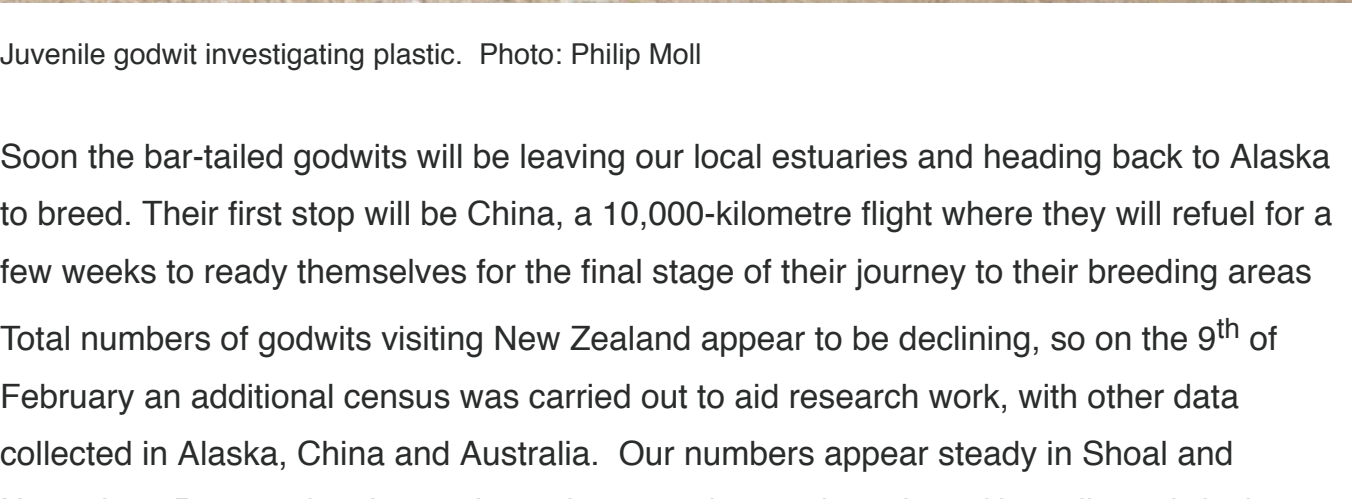 Juvenile godwit investigating plastic.  Photo: Philip Moll
Soon the bar-tailed godwits will be leaving our local estuaries and heading back to Alaska
to breed. Their first stop will be China, a 10,000-kilometre flight where they will refuel for a
few weeks to ready themselves for the final stage of their journey to their breeding areas
Total numbers of godwits visiting New Zealand appear to be declining, so on the 9th of
February an additional census was carried out to aid research work, with other data
collected in Alaska, China and Australia.  Our numbers appear steady in Shoal and